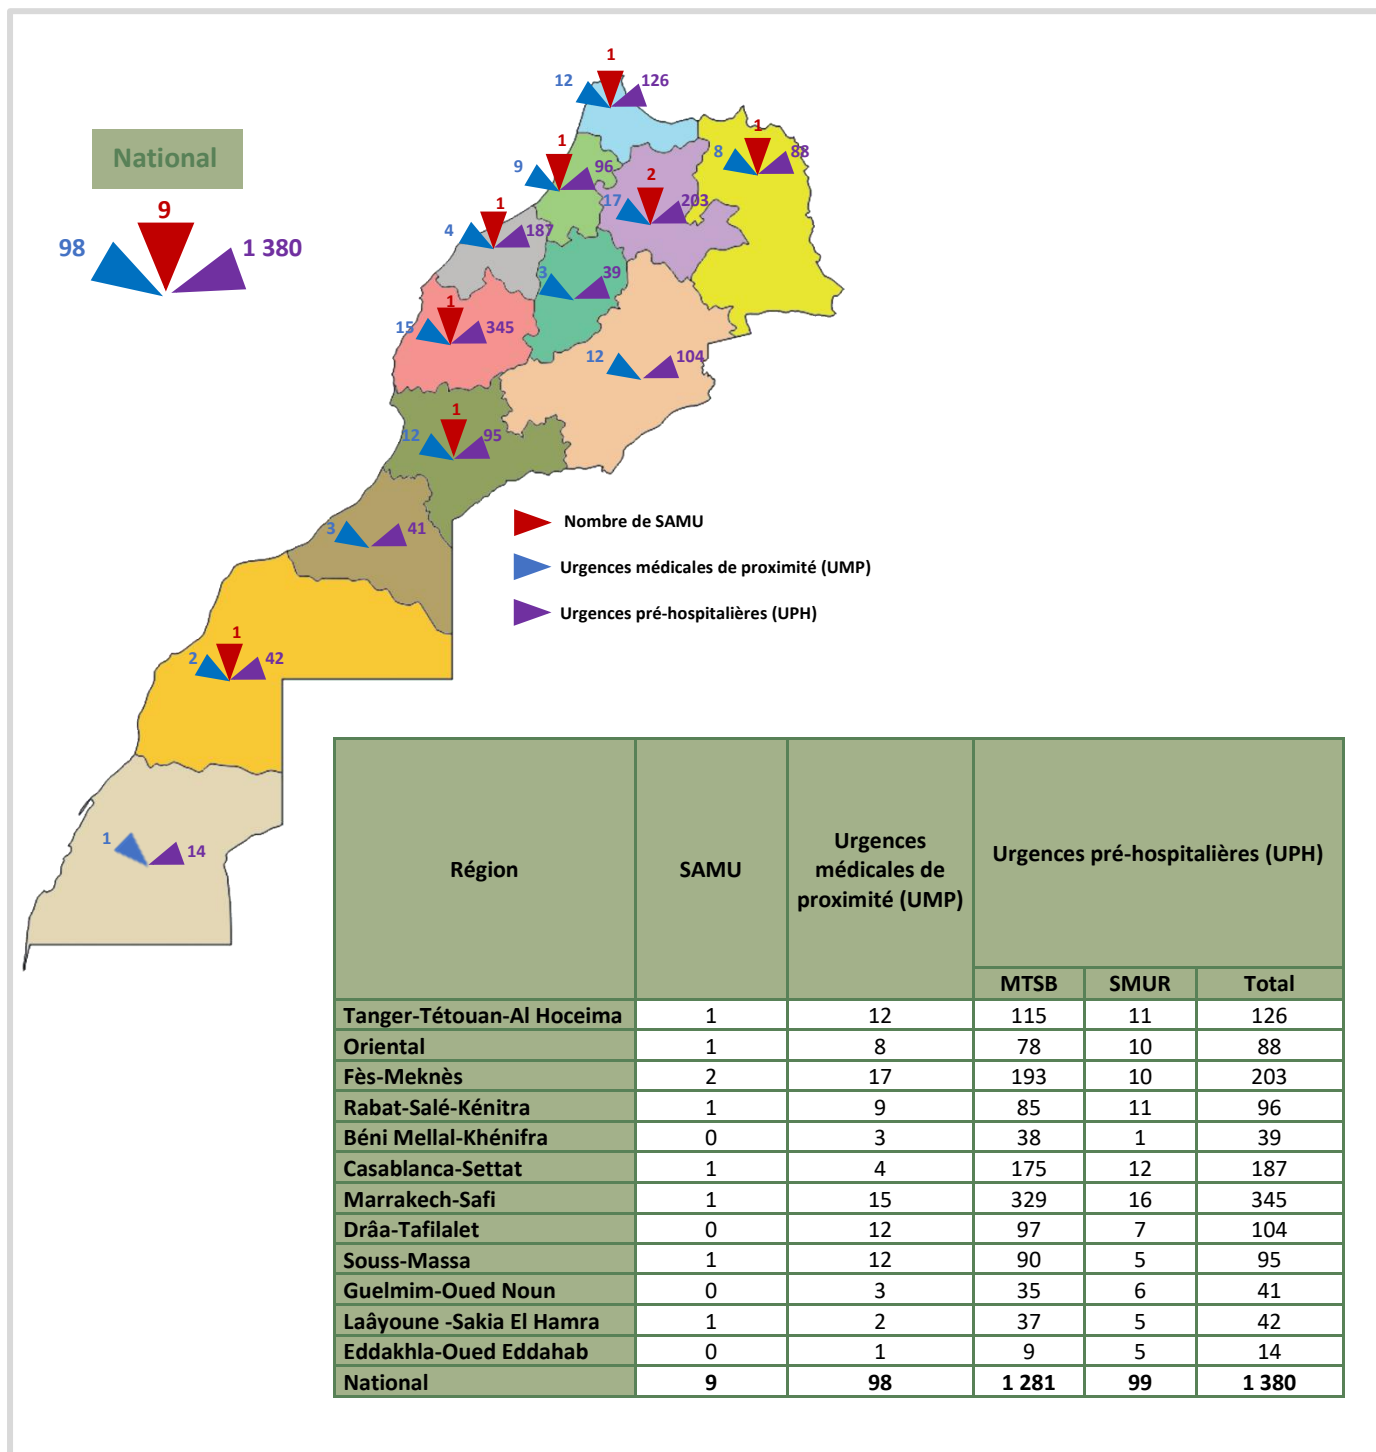 1
12 126
National
1
1
8 88
9 96
2
17 203
9
98 1 380
1
4 187
3 39
1
15 345
12 104
1
12 95
Nombre de SAMU
3 41
Urgences médicales de proximité (UMP)
Urgences pré-hospitalières (UPH)
1
2 42
1 14
Région SAMU Urgences médicales de proximité (UMP) Urgences pré-hospitalières (UPH)
MTSB SMUR Total
Tanger-Tétouan-Al Hoceima 1 12 115 11 126
Oriental 1 8 78 10 88
Fès-Meknès 2 17 193 10 203
Rabat-Salé-Kénitra 1 9 85 11 96
Béni Mellal-Khénifra 0 3 38 1 39
Casablanca-Settat 1 4 175 12 187
Marrakech-Safi 1 15 329 16 345
Drâa-Tafilalet 0 12 97 7 104
Souss-Massa 1 12 90 5 95
Guelmim-Oued Noun 0 3 35 6 41
Laâyoune -Sakia El Hamra 1 2 37 5 42
Eddakhla-Oued Eddahab 0 1 9 5 14
National 9 98 1 281 99 1 380